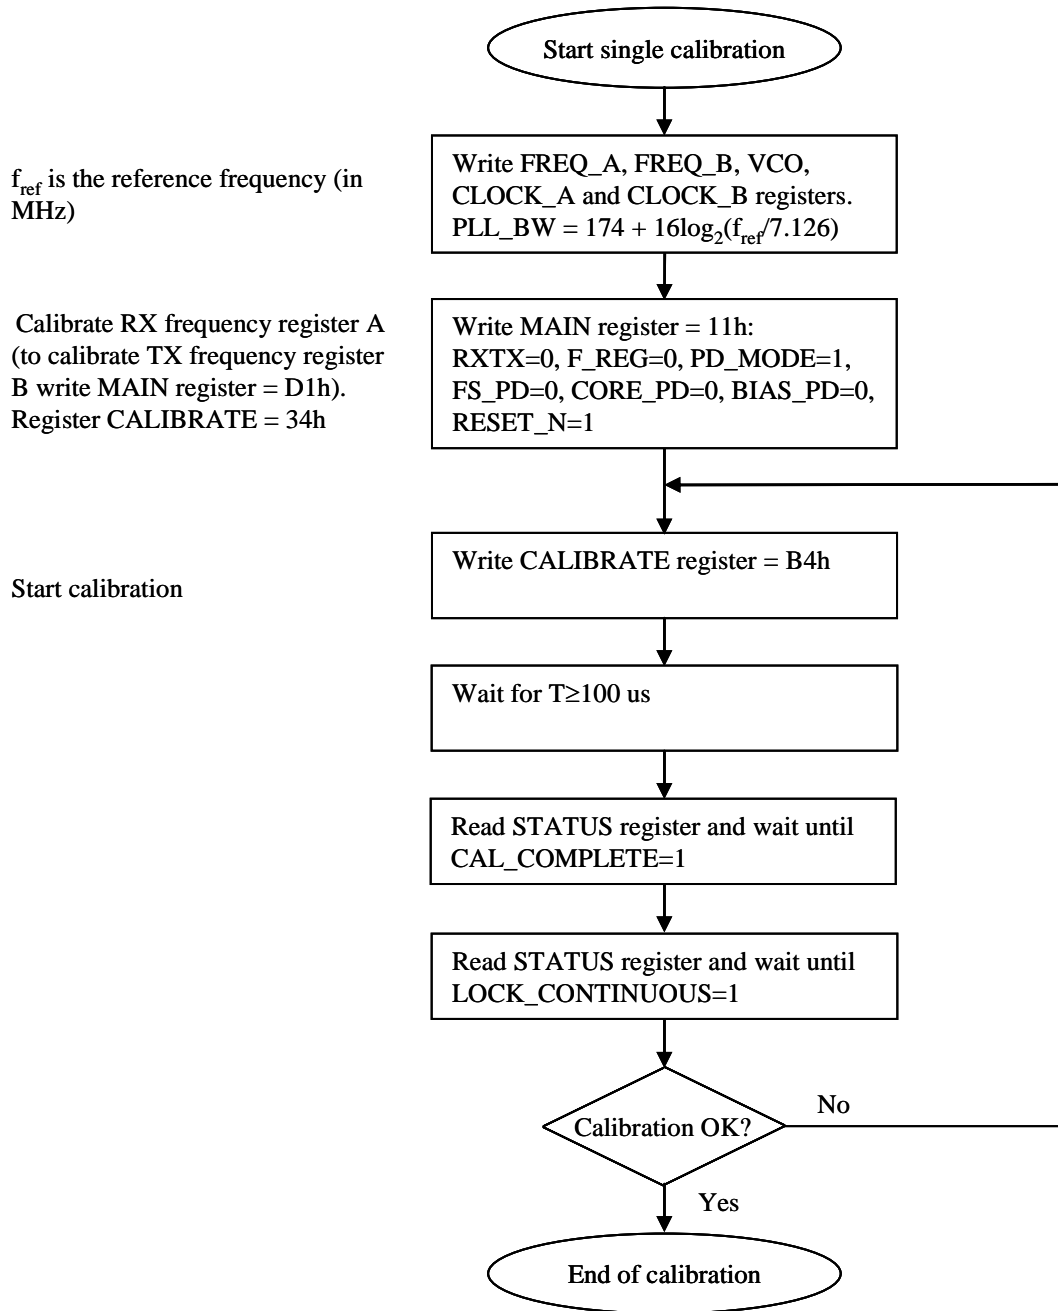 Start single calibration
f_ref is the reference frequency (in
MHz)
Write FREQ_A, FREQ_B, VCO,
CLOCK_A and CLOCK_B registers.
PLL_BW = 174 + 16log₂(f_ref/7.126)
Calibrate RX frequency register A
(to calibrate TX frequency register
B write MAIN register = D1h).
Register CALIBRATE = 34h
Write MAIN register = 11h:
RXTX=0, F_REG=0, PD_MODE=1,
FS_PD=0, CORE_PD=0, BIAS_PD=0,
RESET_N=1
Start calibration
Write CALIBRATE register = B4h
Wait for T≥100 us
Read STATUS register and wait until
CAL_COMPLETE=1
Read STATUS register and wait until
LOCK_CONTINUOUS=1
Calibration OK?
No
Yes
End of calibration